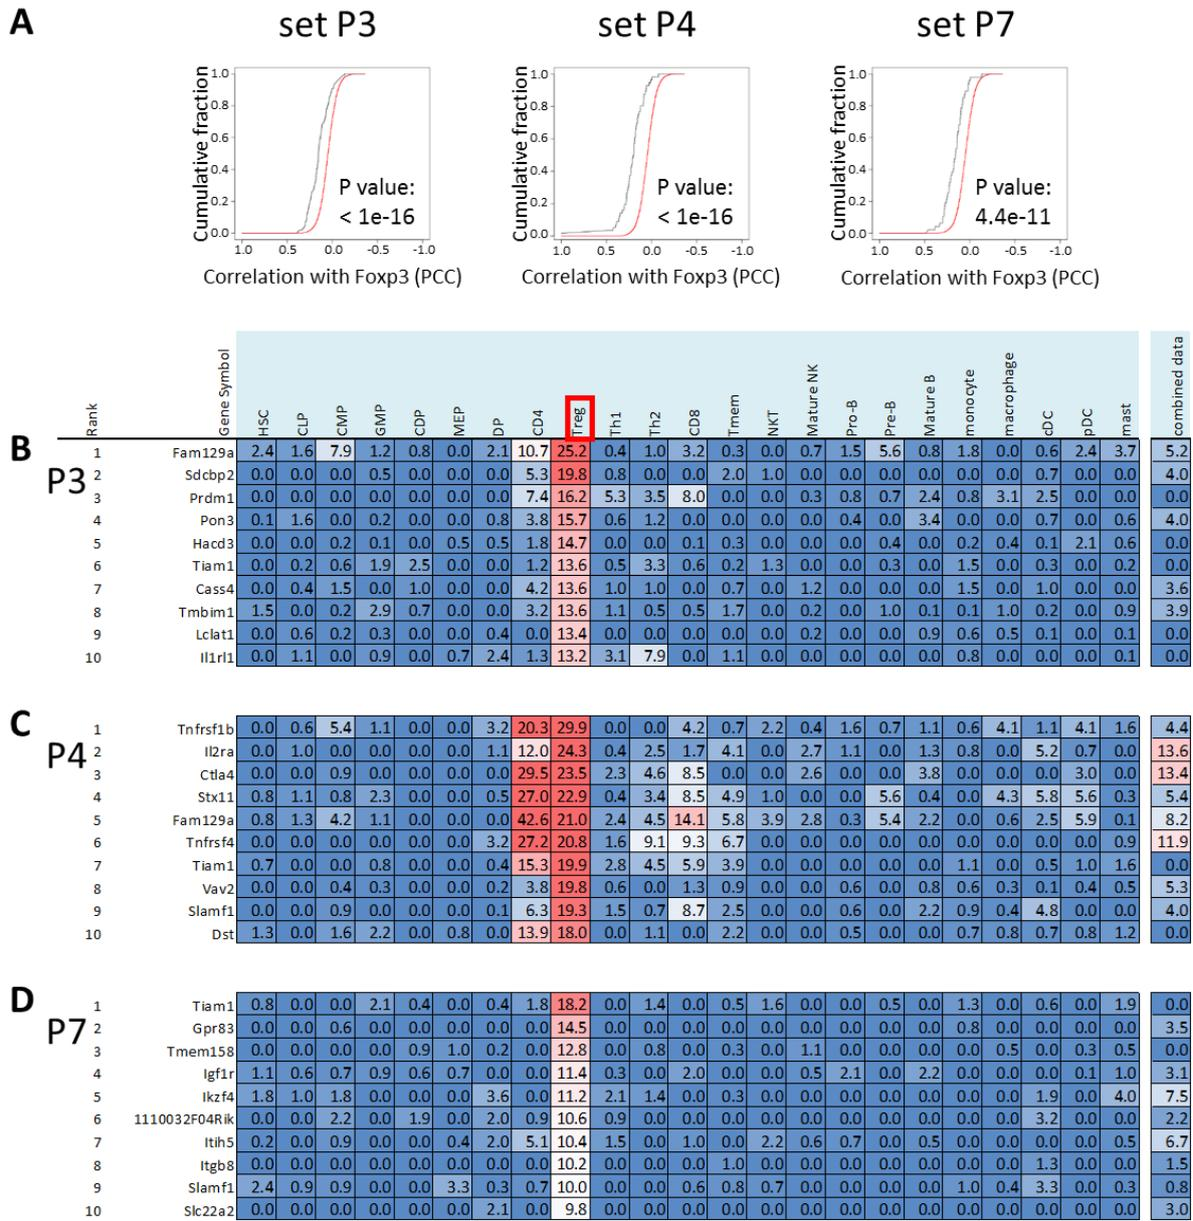 A
set P3
set P4
set P7
Cumulative fraction
1.0
0.8
0.6
0.4
0.2
0.0
P value:
< 1e-16
1.0 0.5 0.0 -0.5 -1.0
Correlation with Foxp3 (PCC)
Cumulative fraction
1.0
0.8
0.6
0.4
0.2
0.0
P value:
< 1e-16
1.0 0.5 0.0 -0.5 -1.0
Correlation with Foxp3 (PCC)
Cumulative fraction
1.0
0.8
0.6
0.4
0.2
0.0
P value:
4.4e-11
1.0 0.5 0.0 -0.5 -1.0
Correlation with Foxp3 (PCC)
Rank Gene Symbol HSC CLP CMP GMP CDP MEP DP CD4 Treg Th1 Th2 CD8 Tmem NKT Mature NK Pro-B Pre-B Mature B monocyte macrophage cDC pDC mast combined data
B
P3
1 Fam129a 2.4 1.6 7.9 1.2 0.8 0.0 2.1 10.7 25.2 0.4 1.0 3.2 0.3 0.0 0.7 1.5 5.6 0.8 1.8 0.0 0.6 2.4 3.7 5.2
2 Sdcbp2 0.0 0.0 0.0 0.5 0.0 0.0 0.0 5.3 19.8 0.8 0.0 0.0 2.0 1.0 0.0 0.0 0.0 0.0 0.0 0.0 0.7 0.0 0.0 4.0
3 Prdm1 0.0 0.0 0.0 0.0 0.0 0.0 0.0 7.4 16.2 5.3 3.5 8.0 0.0 0.0 0.3 0.8 0.7 2.4 0.8 3.1 2.5 0.0 0.0 0.0
4 Pon3 0.1 1.6 0.0 0.2 0.0 0.0 0.8 3.8 15.7 0.6 1.2 0.0 0.0 0.0 0.0 0.4 0.0 3.4 0.0 0.0 0.7 0.0 0.6 4.0
5 Hacd3 0.0 0.0 0.2 0.1 0.0 0.5 0.5 1.8 14.7 0.0 0.0 0.1 0.3 0.0 0.0 0.0 0.4 0.0 0.2 0.4 0.1 2.1 0.6 0.0
6 Tiam1 0.0 0.2 0.6 1.9 2.5 0.0 0.0 1.2 13.6 0.5 3.3 0.6 0.2 1.3 0.0 0.0 0.3 0.0 1.5 0.0 0.3 0.0 0.2 0.0
7 Cass4 0.0 0.4 1.5 0.0 1.0 0.0 0.0 4.2 13.6 1.0 1.0 0.0 0.7 0.0 1.2 0.0 0.0 0.0 1.5 0.0 1.0 0.0 0.0 3.6
8 Tmbim1 1.5 0.0 0.2 2.9 0.7 0.0 0.0 3.2 13.6 1.1 0.5 0.5 1.7 0.0 0.2 0.0 1.0 0.1 0.1 1.0 0.2 0.0 0.9 3.9
9 Lclat1 0.0 0.6 0.2 0.3 0.0 0.0 0.4 0.0 13.4 0.0 0.0 0.0 0.0 0.0 0.2 0.0 0.0 0.9 0.6 0.5 0.1 0.0 0.1 0.0
10 Il1rl1 0.0 1.1 0.0 0.9 0.0 0.7 2.4 1.3 13.2 3.1 7.9 0.0 1.1 0.0 0.0 0.0 0.0 0.0 0.8 0.0 0.0 0.0 0.1 0.0
C
P4
1 Tnfrsf1b 0.0 0.6 5.4 1.1 0.0 0.0 3.2 20.3 29.9 0.0 0.0 4.2 0.7 2.2 0.4 1.6 0.7 1.1 0.6 4.1 1.1 4.1 1.6 4.4
2 Il2ra 0.0 1.0 0.0 0.0 0.0 0.0 1.1 12.0 24.3 0.4 2.5 1.7 4.1 0.0 2.7 1.1 0.0 1.3 0.8 0.0 5.2 0.7 0.0 13.6
3 Ctla4 0.0 0.0 0.9 0.0 0.0 0.0 0.0 29.5 23.5 2.3 4.6 8.5 0.0 0.0 2.6 0.0 0.0 3.8 0.0 0.0 0.0 3.0 0.0 13.4
4 Stx11 0.8 1.1 0.8 2.3 0.0 0.0 0.0 27.0 22.9 0.4 3.4 8.5 4.9 1.0 0.0 0.0 5.6 0.4 0.0 4.3 5.8 5.6 0.3 5.4
5 Fam129a 0.8 1.3 4.2 1.1 0.0 0.0 0.0 42.6 21.0 2.4 4.5 14.1 5.8 3.9 2.8 0.3 5.4 2.2 0.0 0.6 2.5 5.9 0.1 8.2
6 Tnfrsf4 0.0 0.0 0.0 0.0 0.0 0.0 3.2 27.2 20.8 1.6 9.1 9.3 6.7 0.0 0.0 0.0 0.0 0.0 0.0 0.0 0.0 0.0 0.0 11.9
7 Tiam1 0.7 0.0 0.0 0.8 0.0 0.0 0.4 15.3 19.9 2.8 4.5 5.9 3.9 0.0 0.0 0.0 0.0 0.0 1.1 0.0 0.5 1.0 1.6 0.0
8 Vav2 0.0 0.0 0.4 0.3 0.0 0.0 0.2 3.8 19.8 0.6 0.0 1.3 0.9 0.0 0.0 0.6 0.0 0.8 0.6 0.3 0.1 0.4 0.5 5.3
9 Slamf1 0.0 0.0 0.9 0.0 0.0 0.0 0.1 6.3 19.3 1.5 0.7 8.7 2.5 0.0 0.0 0.6 0.0 2.2 0.9 0.4 4.8 0.0 0.0 4.0
10 Dst 1.3 0.0 1.6 2.2 0.0 0.8 0.0 13.9 18.0 0.0 1.1 0.0 2.2 0.0 0.0 0.5 0.0 0.0 0.7 0.8 0.7 0.8 1.2 0.0
D
P7
1 Tiam1 0.8 0.0 0.0 2.1 0.4 0.0 0.4 1.8 18.2 0.0 1.4 0.0 0.5 1.6 0.0 0.0 0.5 0.0 1.3 0.0 0.6 0.0 1.9 0.0
2 Gpr83 0.0 0.0 0.6 0.0 0.0 0.0 0.0 0.0 14.5 0.0 0.0 0.0 0.0 0.0 0.0 0.0 0.0 0.0 0.8 0.0 0.0 0.0 0.0 3.5
3 Tmem158 0.0 0.0 0.0 0.0 0.9 1.0 0.2 0.0 12.8 0.0 0.8 0.0 0.3 0.0 1.1 0.0 0.0 0.0 0.0 0.5 0.0 0.3 0.5 0.0
4 Igf1r 1.1 0.6 0.7 0.9 0.6 0.7 0.0 0.0 11.4 0.3 0.0 2.0 0.0 0.0 0.5 2.1 0.0 2.2 0.0 0.0 0.0 0.1 1.0 3.1
5 Ikzf4 1.8 1.0 1.8 0.0 0.0 0.0 3.6 0.0 11.2 2.1 1.4 0.0 0.3 0.0 0.0 0.0 0.0 0.0 0.0 0.0 1.9 0.0 4.0 7.5
6 1110032F04Rik 0.0 0.0 2.2 0.0 1.9 0.0 2.0 0.9 10.6 0.9 0.0 0.0 0.0 0.0 0.0 0.0 0.0 0.0 0.0 0.0 3.2 0.0 0.0 2.2
7 Itih5 0.2 0.0 0.9 0.0 0.0 0.4 2.0 5.1 10.4 1.5 0.0 1.0 0.0 2.2 0.6 0.7 0.0 0.5 0.0 0.0 0.0 0.0 0.5 6.7
8 Itgb8 0.0 0.0 0.0 0.0 0.0 0.0 0.0 0.0 10.2 0.0 0.0 0.0 1.0 0.0 0.0 0.0 0.0 0.0 0.0 0.0 1.3 0.0 0.0 1.5
9 Slamf1 2.4 0.9 0.9 0.0 0.0 3.3 0.3 0.7 10.0 0.0 0.0 0.6 0.8 0.7 0.0 0.0 0.0 0.0 1.0 0.4 3.3 0.0 0.3 0.8
10 Slc22a2 0.0 0.0 0.0 0.0 0.0 0.0 2.1 0.0 9.8 0.0 0.0 0.0 0.0 0.0 0.0 0.0 0.0 0.0 0.0 0.0 0.0 0.0 0.0 3.0